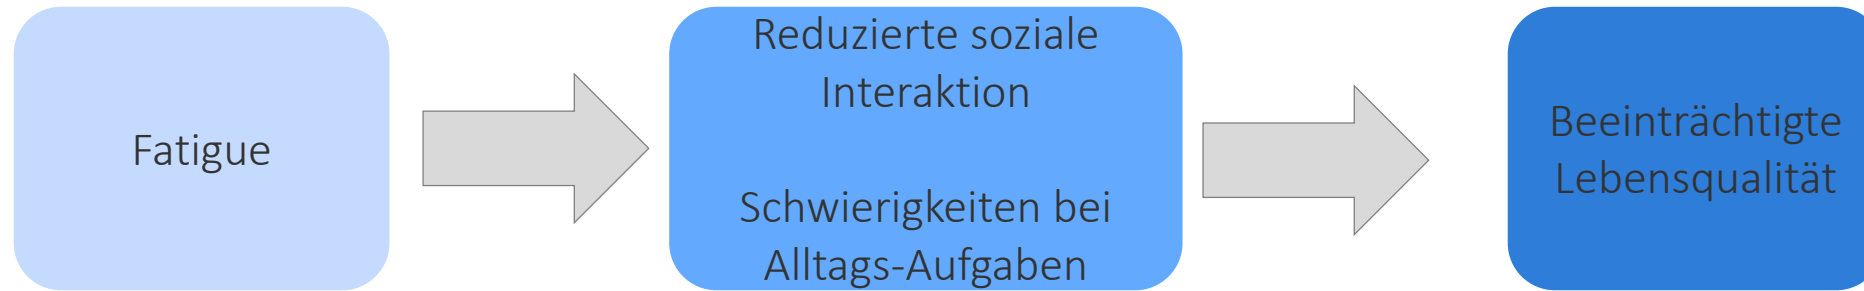 Fatigue
Reduzierte soziale
Interaktion
Schwierigkeiten bei
Alltags-Aufgaben
Beeinträchtigte
Lebensqualität